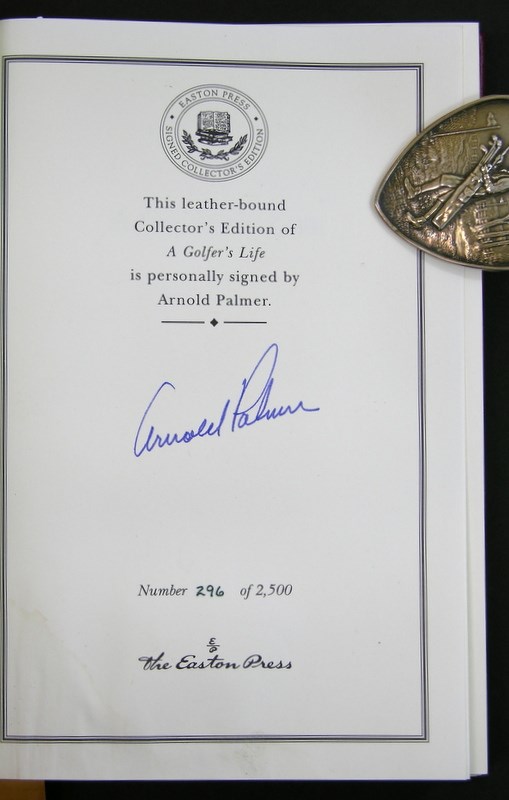 EASTON PRESS
SIGNED COLLECTOR'S EDITION
This leather-bound
Collector's Edition of
A Golfer's Life
is personally signed by
Arnold Palmer.
Arnold Palmer
Number 296 of 2,500
E/P
the Easton Press